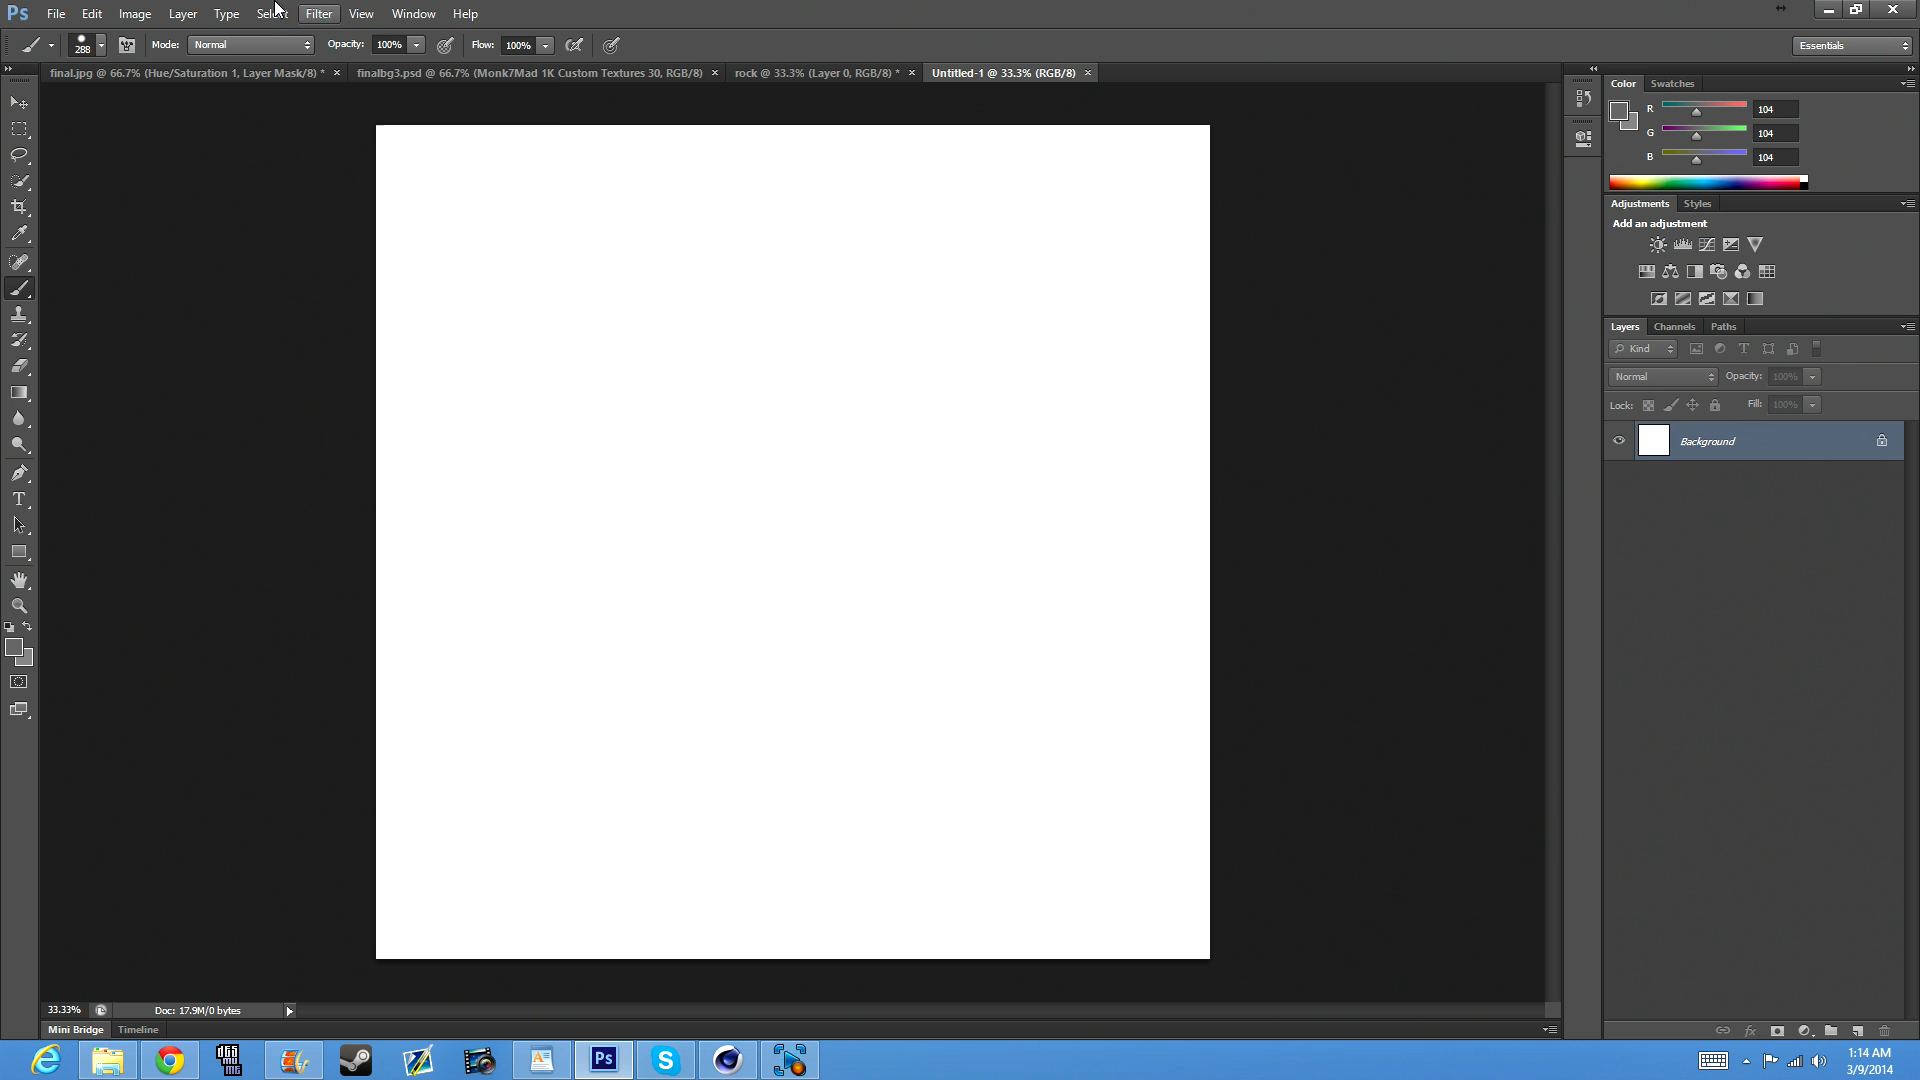 Ps File Edit Image Layer Type Select Filter View Window Help
288 Mode: Normal Opacity: 100% Flow: 100% Essentials
final.jpg @ 66.7% (Hue/Saturation 1, Layer Mask/8) * × finalbg3.psd @ 66.7% (Monk7Mad 1K Custom Textures 30, RGB/8) × rock @ 33.3% (Layer 0, RGB/8) * × Untitled-1 @ 33.3% (RGB/8) ×
Color Swatches
R 104
G 104
B 104
Adjustments Styles
Add an adjustment
Layers Channels Paths
Kind
Normal Opacity: 100%
Lock: Fill: 100%
Background
33.33% Doc: 17.9M/0 bytes
Mini Bridge Timeline
Ps
1:14 AM
3/9/2014